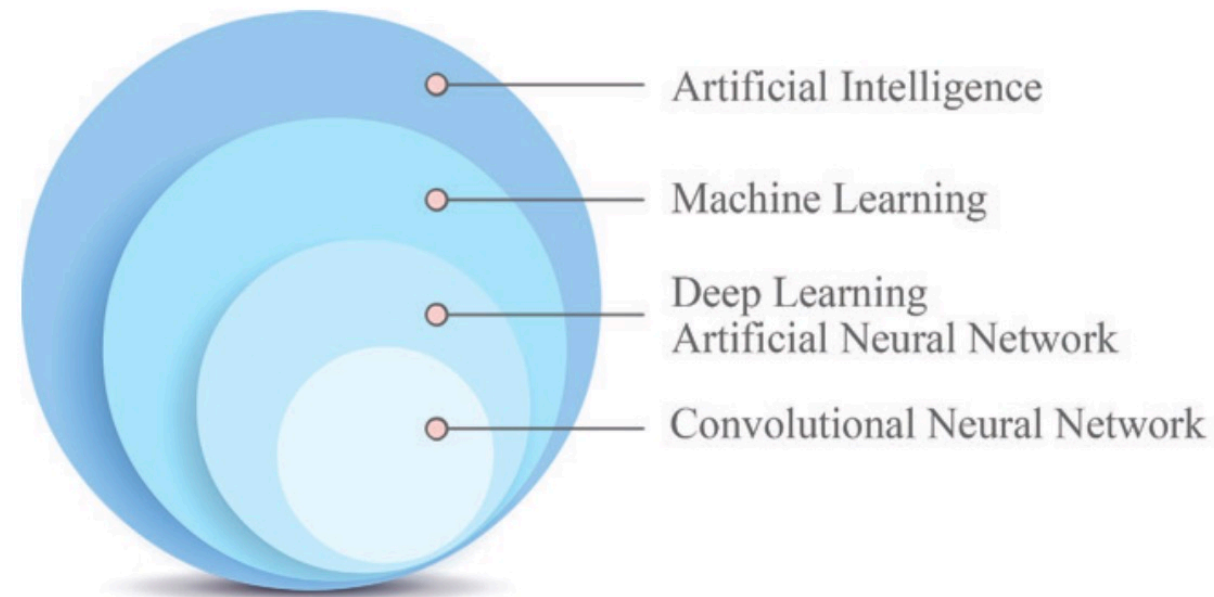 Artificial Intelligence
Machine Learning
Deep Learning
Artificial Neural Network
Convolutional Neural Network